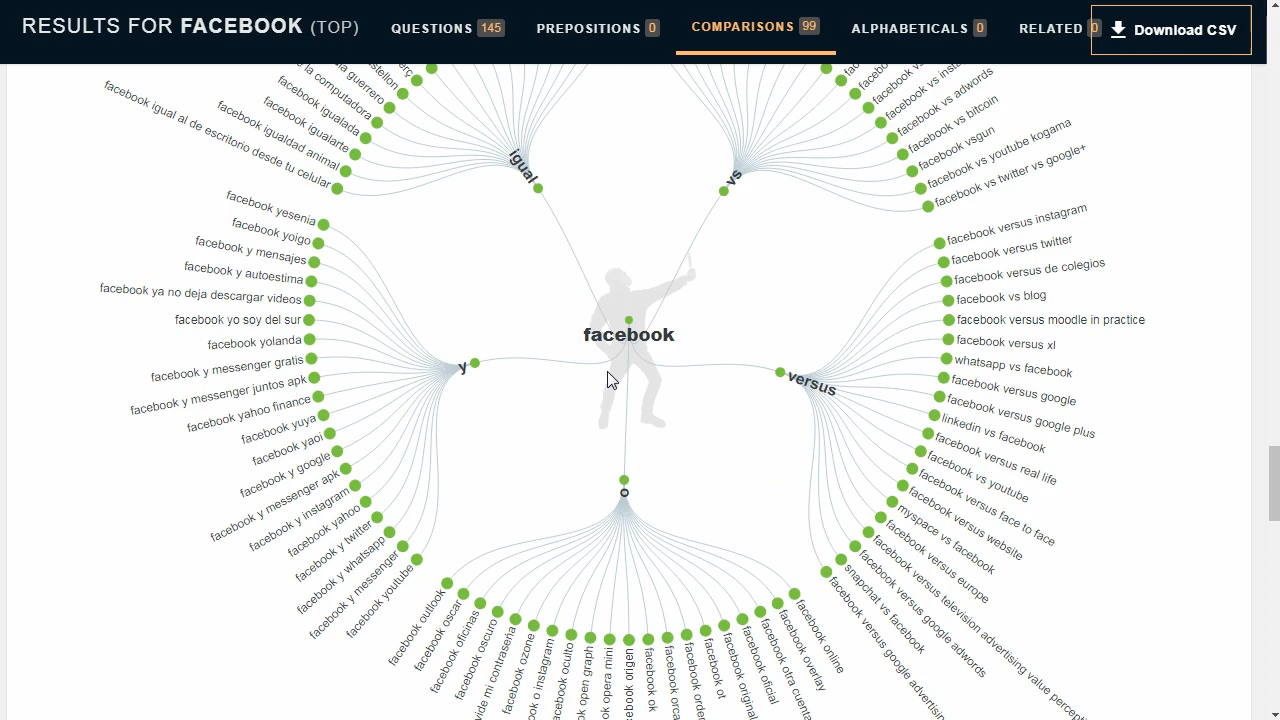 RESULTS FOR FACEBOOK (TOP)
QUESTIONS 145
PREPOSITIONS 0
COMPARISONS 99
ALPHABETICALS 0
RELATED 0
Download CSV
guerrero
la computadora
facebook igualada
facebook igualarte
facebook igualdad animal
facebook igual al de escritorio desde tu celular
igual
facebook vs adwords
facebook vs bitcoin
facebook vsgun
facebook vs youtube kogama
facebook vs twitter vs google+
vs
facebook
facebook yesenia
facebook yoigo
facebook y mensajes
facebook y autoestima
facebook ya no deja descargar videos
facebook yo soy del sur
facebook yolanda
facebook y messenger gratis
facebook y messenger juntos apk
facebook yahoo finance
facebook yuya
facebook yaoi
facebook y google
facebook y messenger apk
facebook y instagram
facebook yahoo
facebook y twitter
facebook y whatsapp
facebook y messenger
facebook youtube
y
facebook versus instagram
facebook versus twitter
facebook versus de colegios
facebook vs blog
facebook versus moodle in practice
facebook versus xl
whatsapp vs facebook
facebook versus google
facebook versus google plus
linkedin vs facebook
facebook versus real life
facebook vs youtube
facebook versus face to face
facebook versus website
myspace vs facebook
facebook versus europe
facebook versus television advertising value
facebook versus google adwords
snapchat vs facebook
facebook versus google
versus
o
facebook outlook
facebook oscar
facebook oficinas
facebook oscuro
mi contraseña
facebook ozone
o instagram
oculto
open graph
opera mini
origen
facebook ok
facebook
facebook
facebook ot
facebook original
facebook oficial
facebook otra cuenta
facebook overlay
facebook online